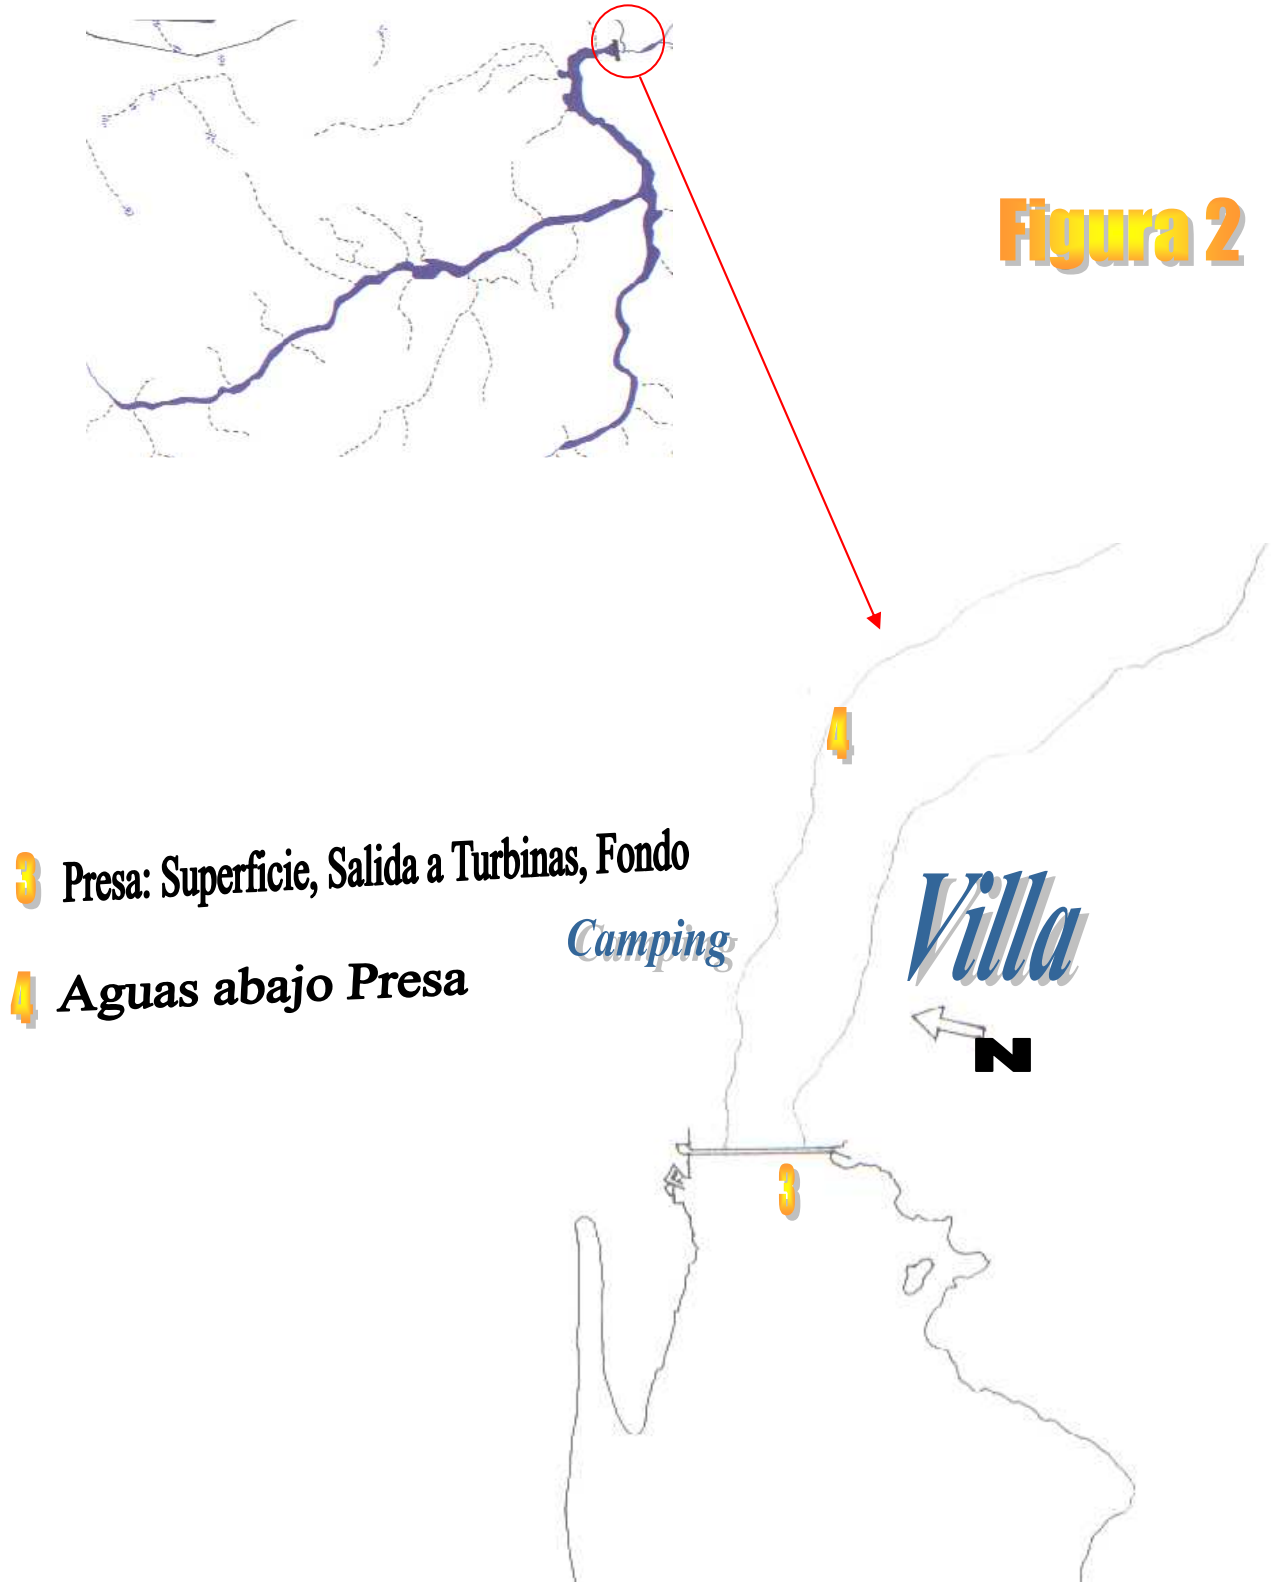 Figura 2
4
3 Presa: Superficie, Salida a Turbinas, Fondo
Camping
Villa
4 Aguas abajo Presa
N
3